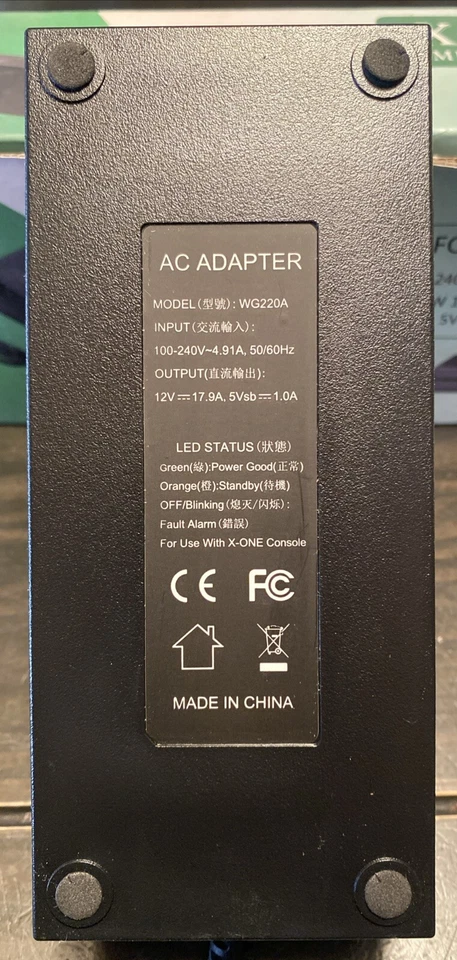 AC ADAPTER
MODEL(型號): WG220A
INPUT(交流輸入):
100-240V~4.91A, 50/60Hz
OUTPUT(直流輸出):
12V⎓17.9A, 5Vsb⎓1.0A
LED STATUS(狀態)
Green(綠):Power Good(正常)
Orange(橙):Standby(待機)
OFF/Blinking(熄灭/闪烁):
Fault Alarm(錯誤)
For Use With X-ONE Console
CE FC
MADE IN CHINA
X
5V